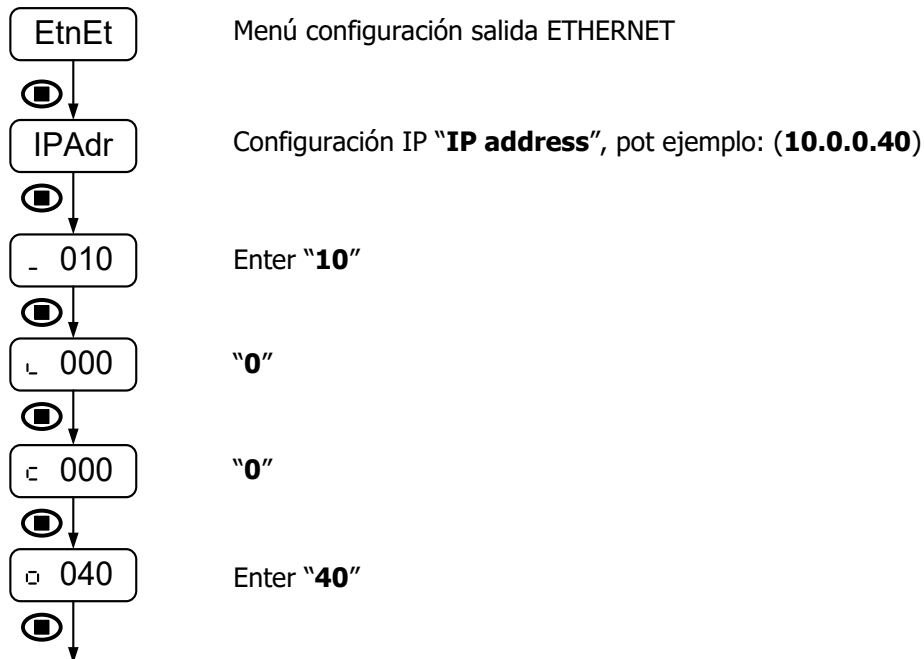 EtnEt Menú configuración salida ETHERNET
IPAdr Configuración IP “IP address”, pot ejemplo: (10.0.0.40)
_ 010 Enter “10”
000 “0”
000 “0”
040 Enter “40”